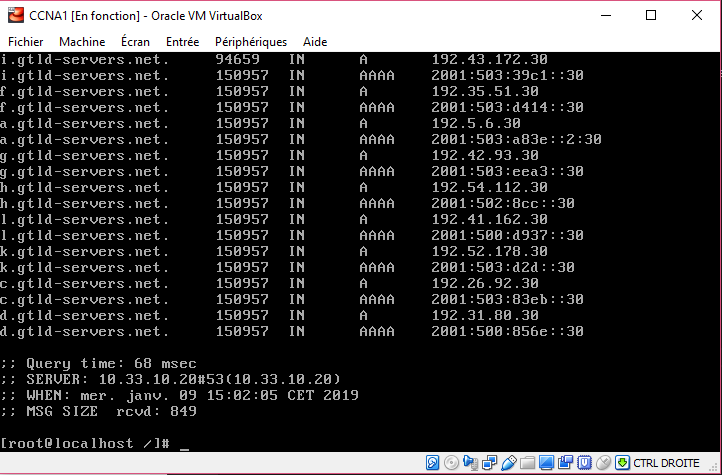 CCNA1 [En fonction] - Oracle VM VirtualBox
Fichier Machine Écran Entrée Périphériques Aide
i.gtld-servers.net. 94659 IN A 192.43.172.30
i.gtld-servers.net. 150957 IN AAAA 2001:503:39c1::30
f.gtld-servers.net. 150957 IN A 192.35.51.30
f.gtld-servers.net. 150957 IN AAAA 2001:503:d414::30
a.gtld-servers.net. 150957 IN A 192.5.6.30
a.gtld-servers.net. 150957 IN AAAA 2001:503:a83e::2:30
g.gtld-servers.net. 150957 IN A 192.42.93.30
g.gtld-servers.net. 150957 IN AAAA 2001:503:eea3::30
h.gtld-servers.net. 150957 IN A 192.54.112.30
h.gtld-servers.net. 150957 IN AAAA 2001:502:8cc::30
l.gtld-servers.net. 150957 IN A 192.41.162.30
l.gtld-servers.net. 150957 IN AAAA 2001:500:d937::30
k.gtld-servers.net. 150957 IN A 192.52.178.30
k.gtld-servers.net. 150957 IN AAAA 2001:503:d2d::30
c.gtld-servers.net. 150957 IN A 192.26.92.30
c.gtld-servers.net. 150957 IN AAAA 2001:503:83eb::30
d.gtld-servers.net. 150957 IN A 192.31.80.30
d.gtld-servers.net. 150957 IN AAAA 2001:500:856e::30
;; Query time: 68 msec
;; SERVER: 10.33.10.20#53(10.33.10.20)
;; WHEN: mer. janv. 09 15:02:05 CET 2019
;; MSG SIZE rcvd: 849
[root@localhost /]# _
CTRL DROITE